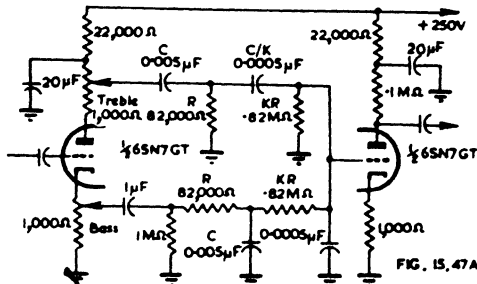 +250V
22,000Ω
C
0·005μF
C/K
0·0005μF
22,000Ω
20μF
20μF
Treble
1,000Ω
R
82,000Ω
KR
·82MΩ
·1MΩ
½6SN7GT
½6SN7GT
1μF
R
82,000Ω
KR
·82MΩ
1,000Ω
Bass
1MΩ
C
0·005μF
0·0005μF
1,000Ω
FIG. 15,47A